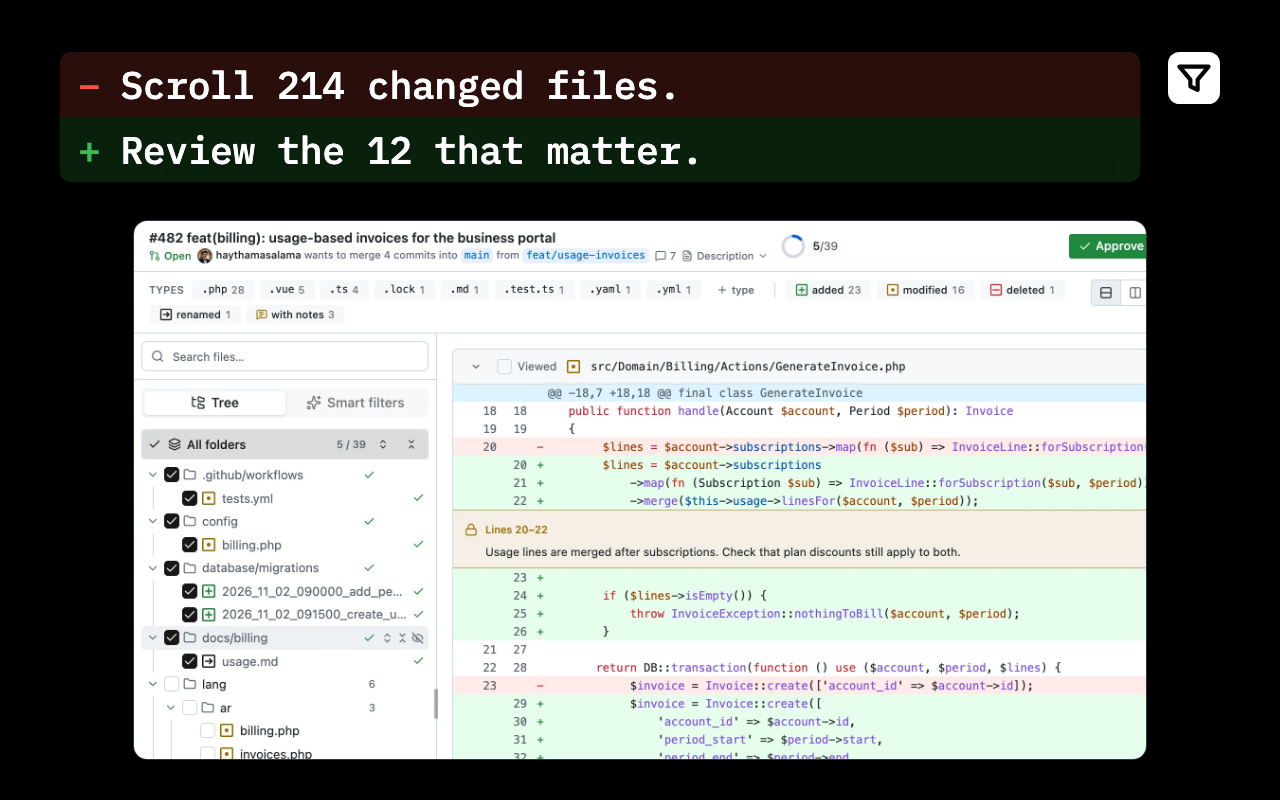 − Scroll 214 changed files.
+ Review the 12 that matter.
#482 feat(billing): usage-based invoices for the business portal
Open haythamasalama wants to merge 4 commits into main from feat/usage-invoices 7 Description
5/39
Approve
TYPES .php 28 .vue 5 .ts 4 .lock 1 .md 1 .test.ts 1 .yaml 1 .yml 1 + type added 23 modified 16 deleted 1
renamed 1 with notes 3
Search files...
Tree Smart filters
All folders 5 / 39
.github/workflows
tests.yml
config
billing.php
database/migrations
2026_11_02_090000_add_pe...
2026_11_02_091500_create_u...
docs/billing
usage.md
lang 6
ar 3
billing.php
invoices.php
Viewed src/Domain/Billing/Actions/GenerateInvoice.php
@@ -18,7 +18,18 @@ final class GenerateInvoice
18 18 public function handle(Account $account, Period $period): Invoice
19 19 {
20 − $lines = $account->subscriptions->map(fn ($sub) => InvoiceLine::forSubscription(
20 + $lines = $account->subscriptions
21 + ->map(fn (Subscription $sub) => InvoiceLine::forSubscription($sub, $period))
22 + ->merge($this->usage->linesFor($account, $period));
Lines 20–22
Usage lines are merged after subscriptions. Check that plan discounts still apply to both.
23 +
24 + if ($lines->isEmpty()) {
25 + throw InvoiceException::nothingToBill($account, $period);
26 + }
21 27
22 28 return DB::transaction(function () use ($account, $period, $lines) {
23 − $invoice = Invoice::create(['account_id' => $account->id]);
29 + $invoice = Invoice::create([
30 + 'account_id' => $account->id,
31 + 'period_start' => $period->start,
32 + 'period_end' => $period->end,